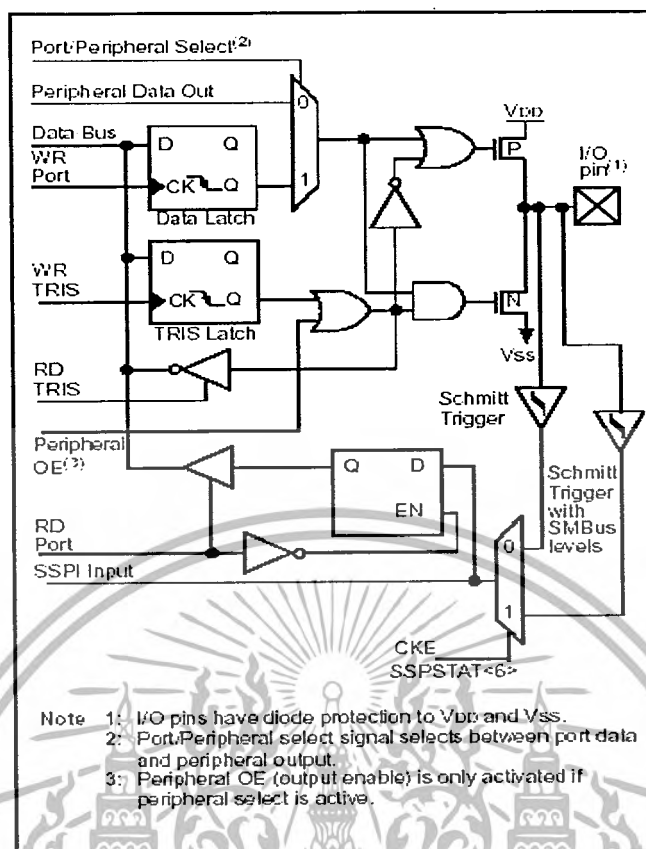 Port/Peripheral Select(2)
Peripheral Data Out
Data Bus
WR
Port
D Q
CK Q
Data Latch
0
1
VDD
P
I/O
pin(1)
WR
TRIS
D Q
CK Q
TRIS Latch
N
Vss
RD
TRIS
Schmitt
Trigger
Peripheral
OE(3)
Q D
EN
Schmitt
Trigger
with
SMBus
levels
RD
Port
SSPI Input
0
1
CKE
SSPSTAT<6>
Note 1: I/O pins have diode protection to VDD and Vss.
2: Port/Peripheral select signal selects between port data
and peripheral output.
3: Peripheral OE (output enable) is only activated if
peripheral select is active.